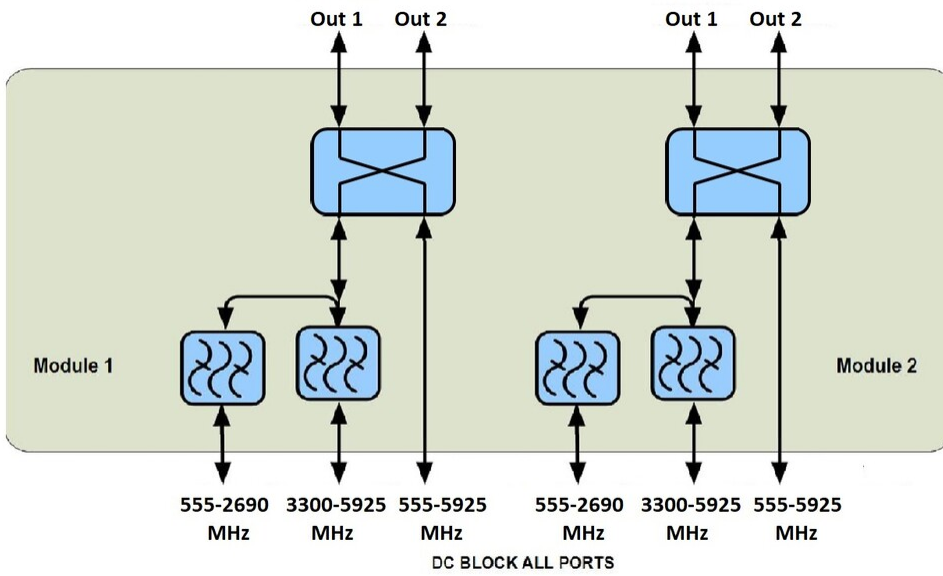 Out 1 Out 2 Out 1 Out 2
Module 1 Module 2
555-2690 3300-5925 555-5925 555-2690 3300-5925 555-5925
MHz MHz MHz MHz MHz MHz
DC BLOCK ALL PORTS